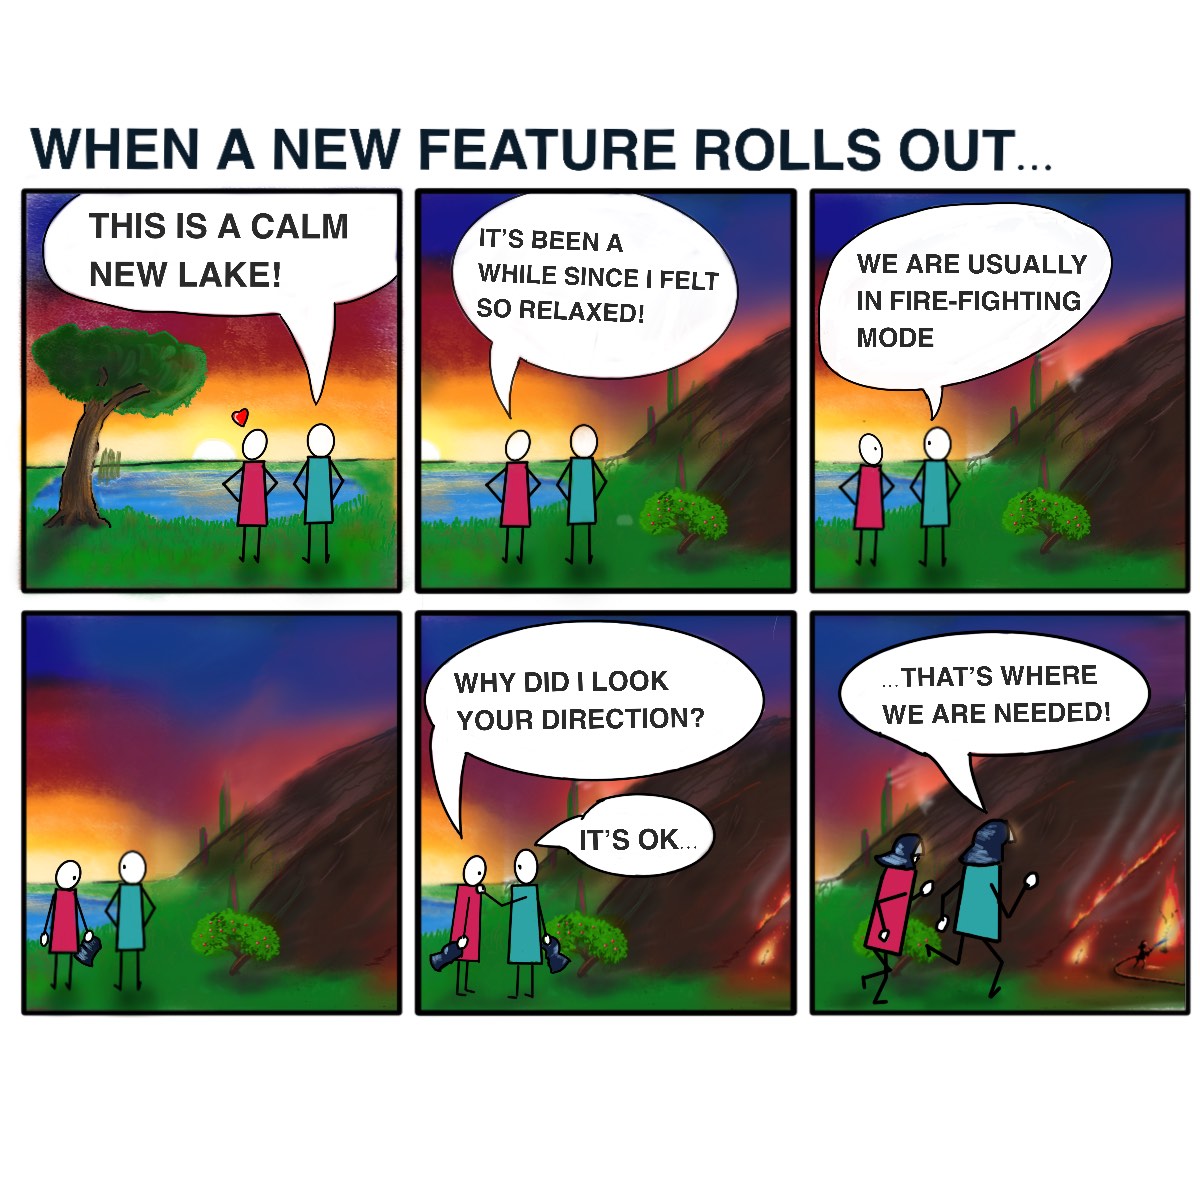 WHEN A NEW FEATURE ROLLS OUT...
THIS IS A CALM
NEW LAKE!
IT'S BEEN A
WHILE SINCE I FELT
SO RELAXED!
WE ARE USUALLY
IN FIRE-FIGHTING
MODE
WHY DID I LOOK
YOUR DIRECTION?
IT'S OK...
...THAT'S WHERE
WE ARE NEEDED!